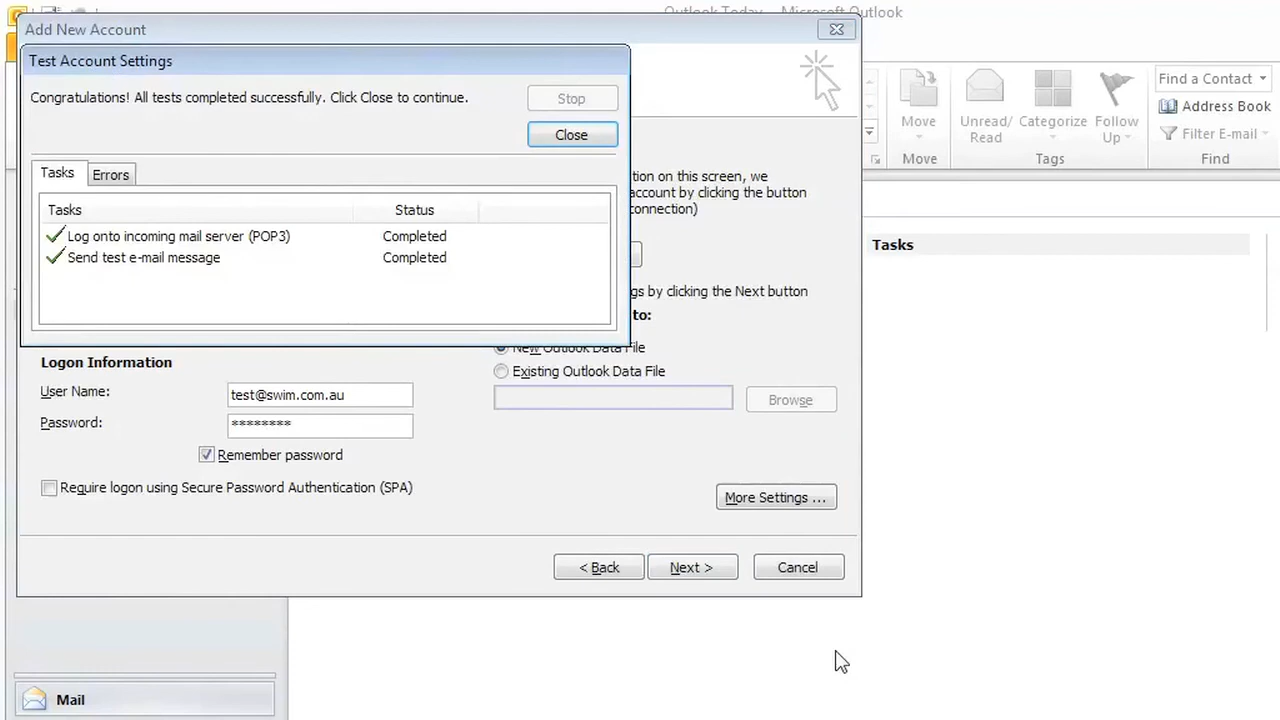 Outlook Today - Microsoft Outlook
Add New Account
Test Account Settings
Congratulations! All tests completed successfully. Click Close to continue.
Stop
Close
Tasks
Errors
Tasks Status
Log onto incoming mail server (POP3) Completed
Send test e-mail message Completed
tion on this screen, we
account by clicking the button
connection)
gs by clicking the Next button
to:
New Outlook Data File
Existing Outlook Data File
Browse
Logon Information
User Name: test@swim.com.au
Password: ********
Remember password
Require logon using Secure Password Authentication (SPA)
More Settings ...
< Back
Next >
Cancel
Move
Move
Unread/
Read
Categorize
Follow
Up
Tags
Find a Contact
Address Book
Filter E-mail
Find
Tasks
Mail